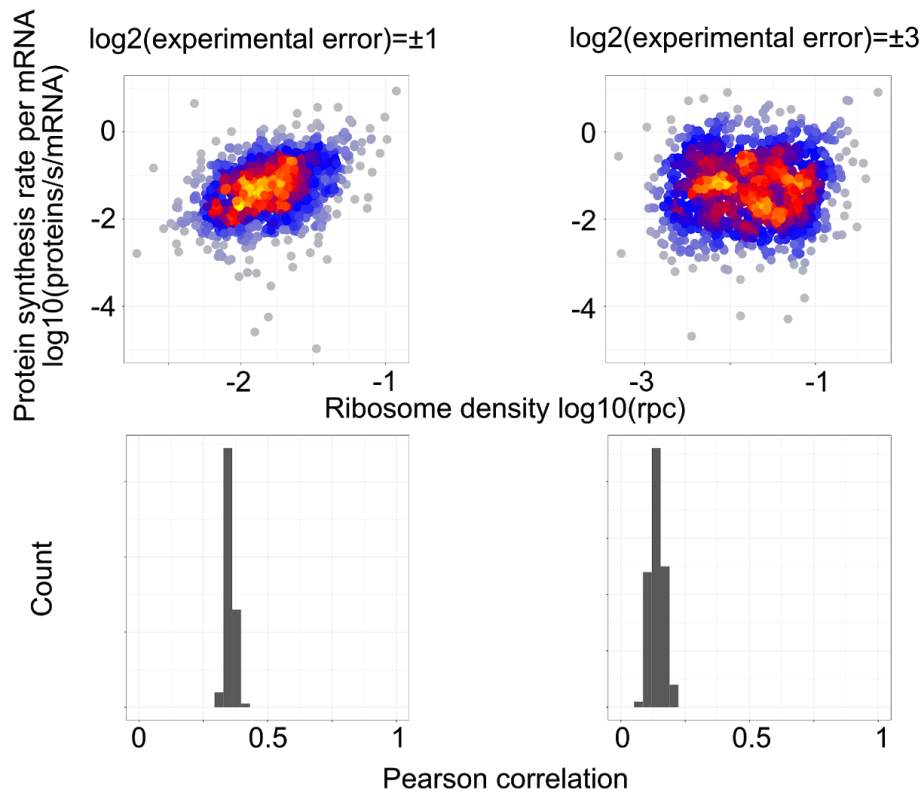 log2(experimental error)=±1
log2(experimental error)=±3
Protein synthesis rate per mRNA
log10(proteins/s/mRNA)
0
-2
-4
0
-2
-4
-2
-1
-3
-1
Ribosome density log10(rpc)
Count
0
0.5
1
0
0.5
1
Pearson correlation